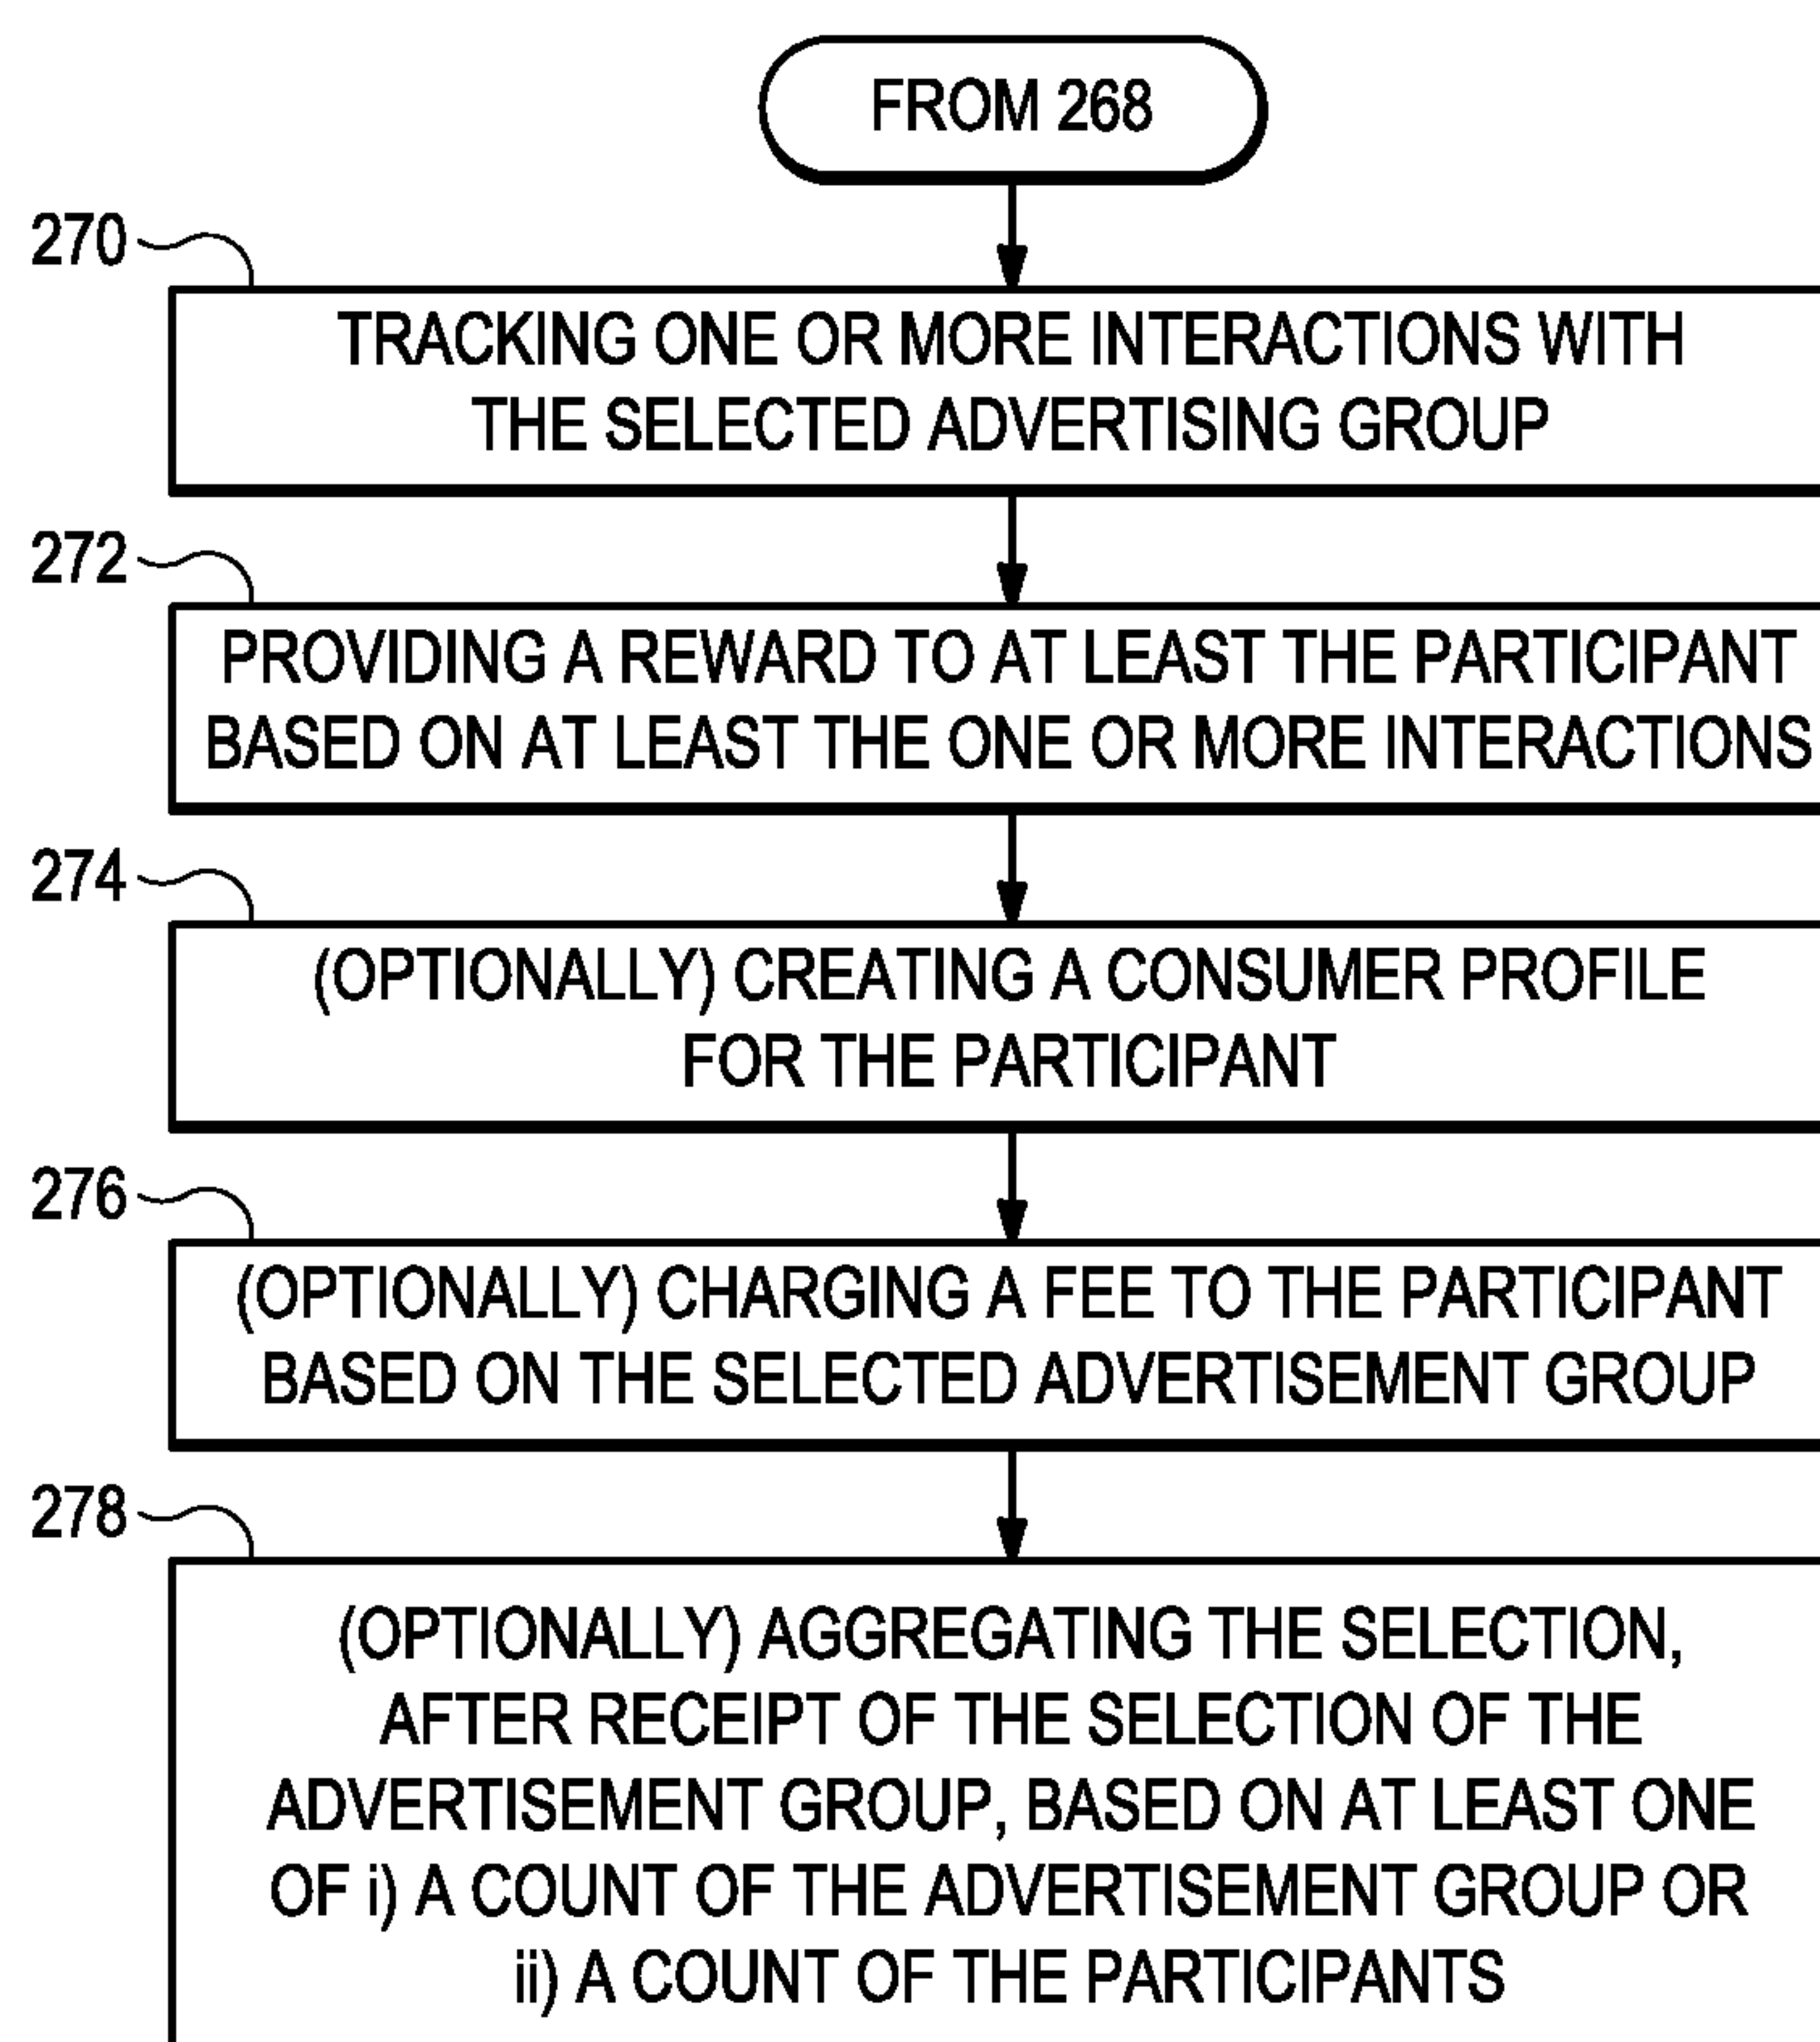 FROM 268
270
TRACKING ONE OR MORE INTERACTIONS WITH
THE SELECTED ADVERTISING GROUP
272
PROVIDING A REWARD TO AT LEAST THE PARTICIPANT
BASED ON AT LEAST THE ONE OR MORE INTERACTIONS
274
(OPTIONALLY) CREATING A CONSUMER PROFILE
FOR THE PARTICIPANT
276
(OPTIONALLY) CHARGING A FEE TO THE PARTICIPANT
BASED ON THE SELECTED ADVERTISEMENT GROUP
278
(OPTIONALLY) AGGREGATING THE SELECTION,
AFTER RECEIPT OF THE SELECTION OF THE
ADVERTISEMENT GROUP, BASED ON AT LEAST ONE
OF i) A COUNT OF THE ADVERTISEMENT GROUP OR
ii) A COUNT OF THE PARTICIPANTS